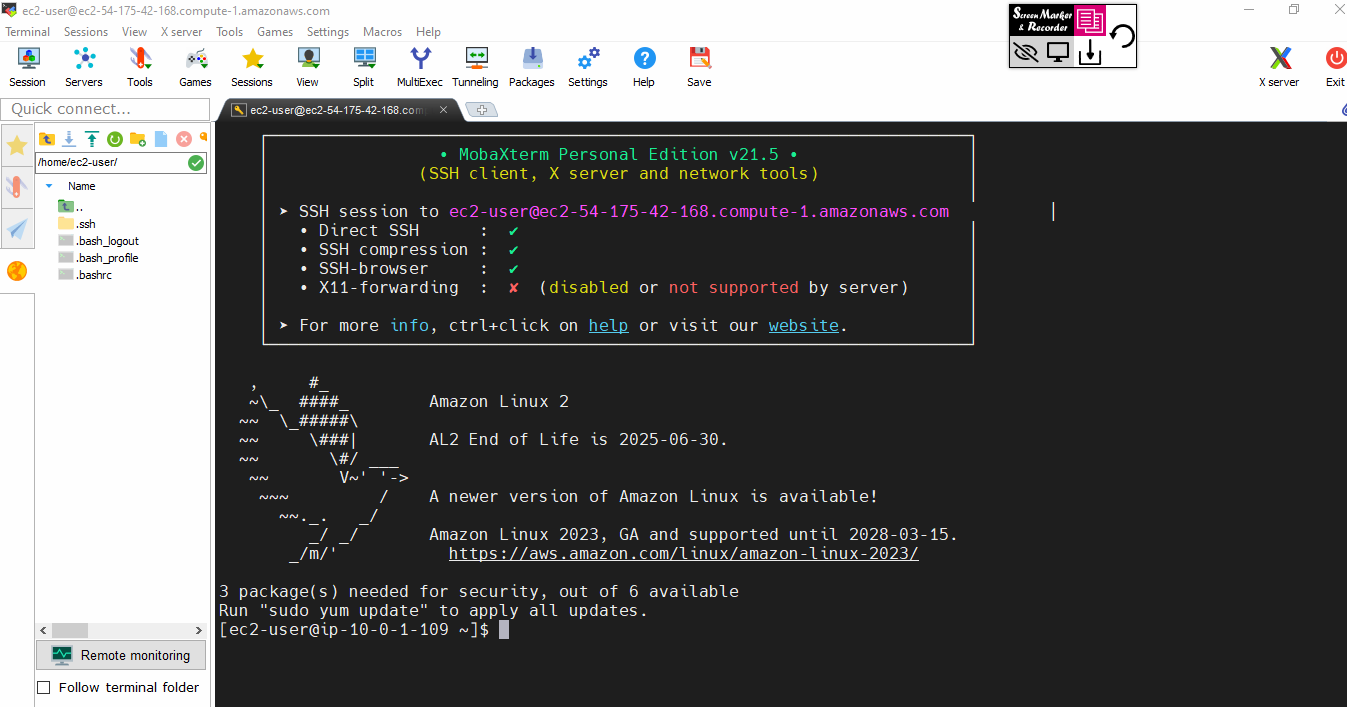 ec2-user@ec2-54-175-42-168.compute-1.amazonaws.com
Terminal Sessions View X server Tools Games Settings Macros Help
Screen Marker
& Recorder
Session Servers Tools Games Sessions View Split MultiExec Tunneling Packages Settings Help Save X server Exit
Quick connect...
ec2-user@ec2-54-175-42-168.com
/home/ec2-user/
Name
..
.ssh
.bash_logout
.bash_profile
.bashrc
Remote monitoring
Follow terminal folder
• MobaXterm Personal Edition v21.5 •
(SSH client, X server and network tools)
➤ SSH session to ec2-user@ec2-54-175-42-168.compute-1.amazonaws.com
• Direct SSH : ✔
• SSH compression : ✔
• SSH-browser : ✔
• X11-forwarding : ✘ (disabled or not supported by server)
➤ For more info, ctrl+click on help or visit our website.
, #_
~\_ ####_ Amazon Linux 2
~~ \_#####\
~~ \###| AL2 End of Life is 2025-06-30.
~~ \#/ ___
~~ V~' '->
~~~ / A newer version of Amazon Linux is available!
~~._. _/
_/ _/ Amazon Linux 2023, GA and supported until 2028-03-15.
_/m/' https://aws.amazon.com/linux/amazon-linux-2023/
3 package(s) needed for security, out of 6 available
Run "sudo yum update" to apply all updates.
[ec2-user@ip-10-0-1-109 ~]$